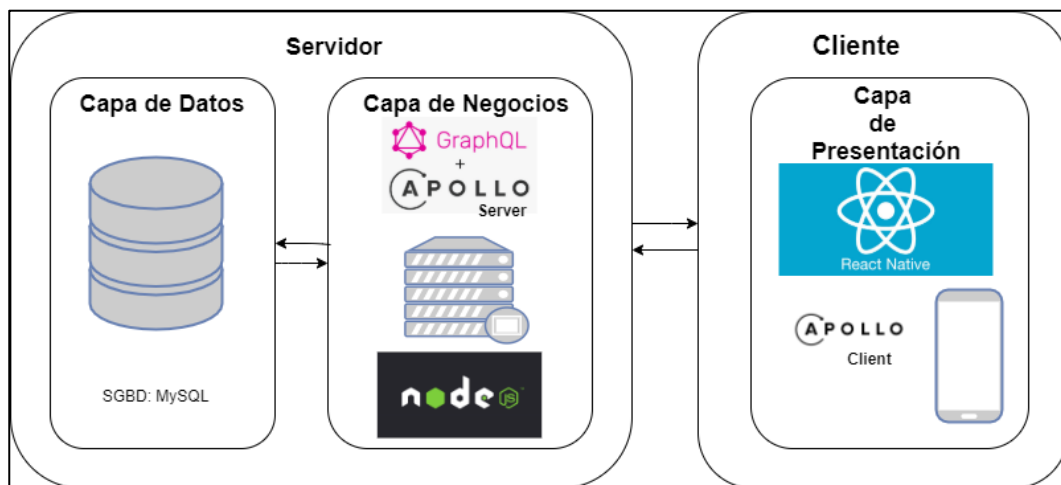 Servidor
Capa de Datos
SGBD: MySQL
Capa de Negocios
GraphQL
+
APOLLO
Server
node
JS
Cliente
Capa
de
Presentación
React Native
APOLLO
Client